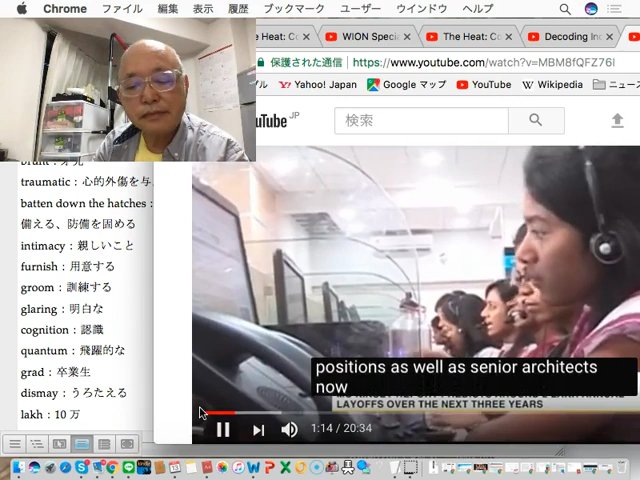 Chrome ファイル 編集 表示 履歴 ブックマーク ユーザー ウインドウ ヘルプ
e Heat: C WION Speci The Heat: C Decoding In
保護された通信 | https://www.youtube.com/watch?v=MBM8fQFZ76I
グル Yahoo! Japan Google マップ YouTube Wikipedia ニュース
ouTube JP 検索
traumatic：心的外傷を与
batten down the hatches：
備える、防備を固める
intimacy：親しいこと
furnish：用意する
groom：訓練する
glaring：明白な
cognition：認識
quantum：飛躍的な
grad：卒業生
dismay：うろたえる
lakh：10 万
positions as well as senior architects
now
LAYOFFS OVER THE NEXT THREE YEARS
1:14 / 20:34